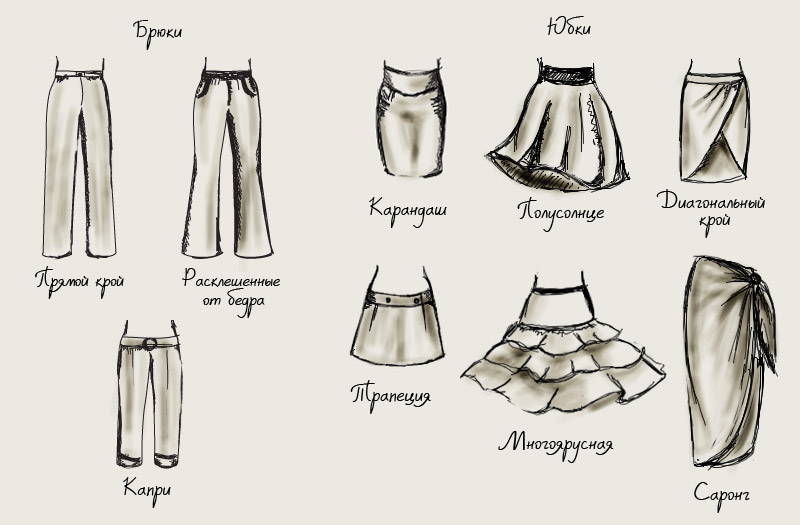 Брюки
Прямой крой
Расклешенные
от бедра
Капри
Юбки
Карандаш
Полусолнце
Диагональный
крой
Трапеция
Многоярусная
Саронг